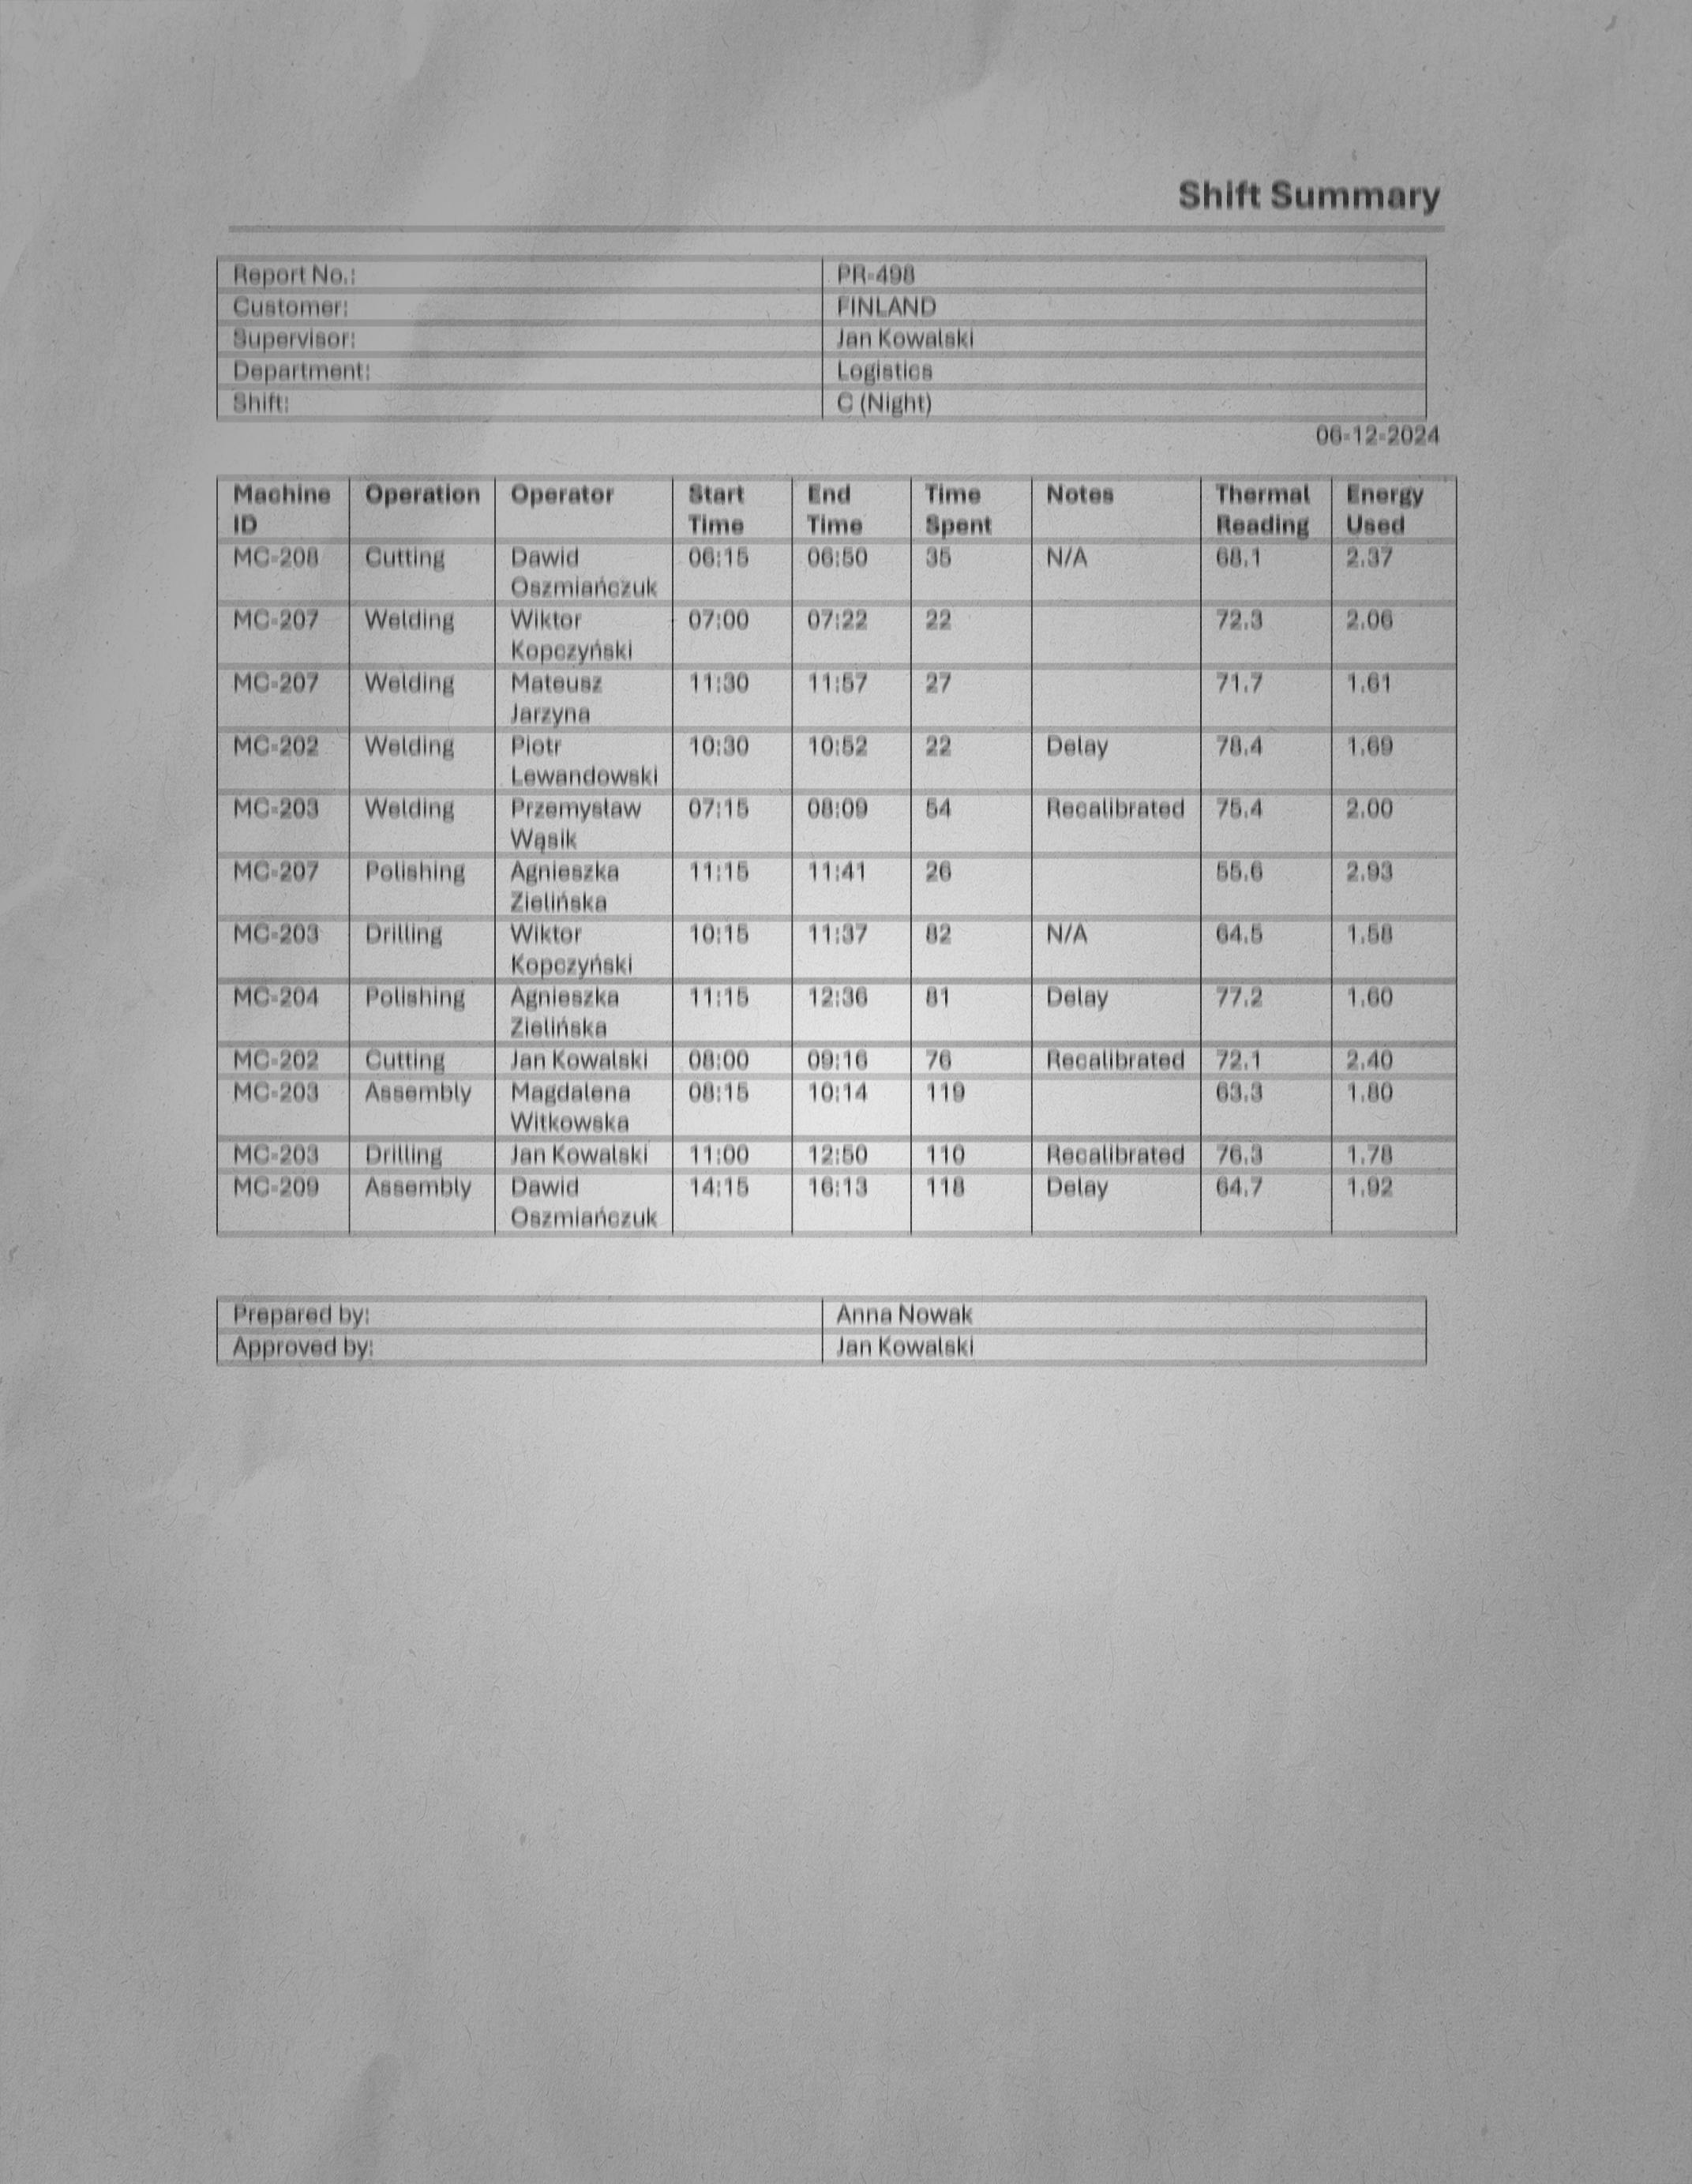 Shift Summary
Report No.: PR-498
Customer: FINLAND
Supervisor: Jan Kowalski
Department: Logistics
Shift: C (Night)
06-12-2024
Machine ID Operation Operator Start Time End Time Time Spent Notes Thermal Reading Energy Used
MC-208 Cutting Dawid Oszmiańczuk 06:15 06:50 35 N/A 68.1 2.37
MC-207 Welding Wiktor Kopczyński 07:00 07:22 22 72.3 2.06
MC-207 Welding Mateusz Jarzyna 11:30 11:57 27 71.7 1.61
MC-202 Welding Piotr Lewandowski 10:30 10:52 22 Delay 78.4 1.69
MC-203 Welding Przemysław Wąsik 07:15 08:09 54 Recalibrated 75.4 2.00
MC-207 Polishing Agnieszka Zielińska 11:15 11:41 26 55.6 2.93
MC-203 Drilling Wiktor Kopczyński 10:15 11:37 82 N/A 64.5 1.58
MC-204 Polishing Agnieszka Zielińska 11:15 12:36 81 Delay 77.2 1.60
MC-202 Cutting Jan Kowalski 08:00 09:16 76 Recalibrated 72.1 2.40
MC-203 Assembly Magdalena Witkowska 08:15 10:14 119 63.3 1.80
MC-203 Drilling Jan Kowalski 11:00 12:50 110 Recalibrated 76.3 1.78
MC-209 Assembly Dawid Oszmiańczuk 14:15 16:13 118 Delay 64.7 1.92
Prepared by: Anna Nowak
Approved by: Jan Kowalski